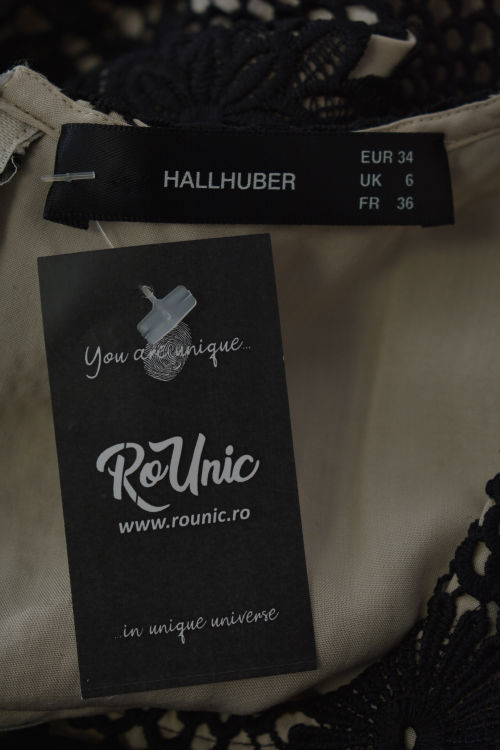 HALLHUBER
EUR 34
UK 6
FR 36
You are unique...
RoUnic
www.rounic.ro
...in unique universe